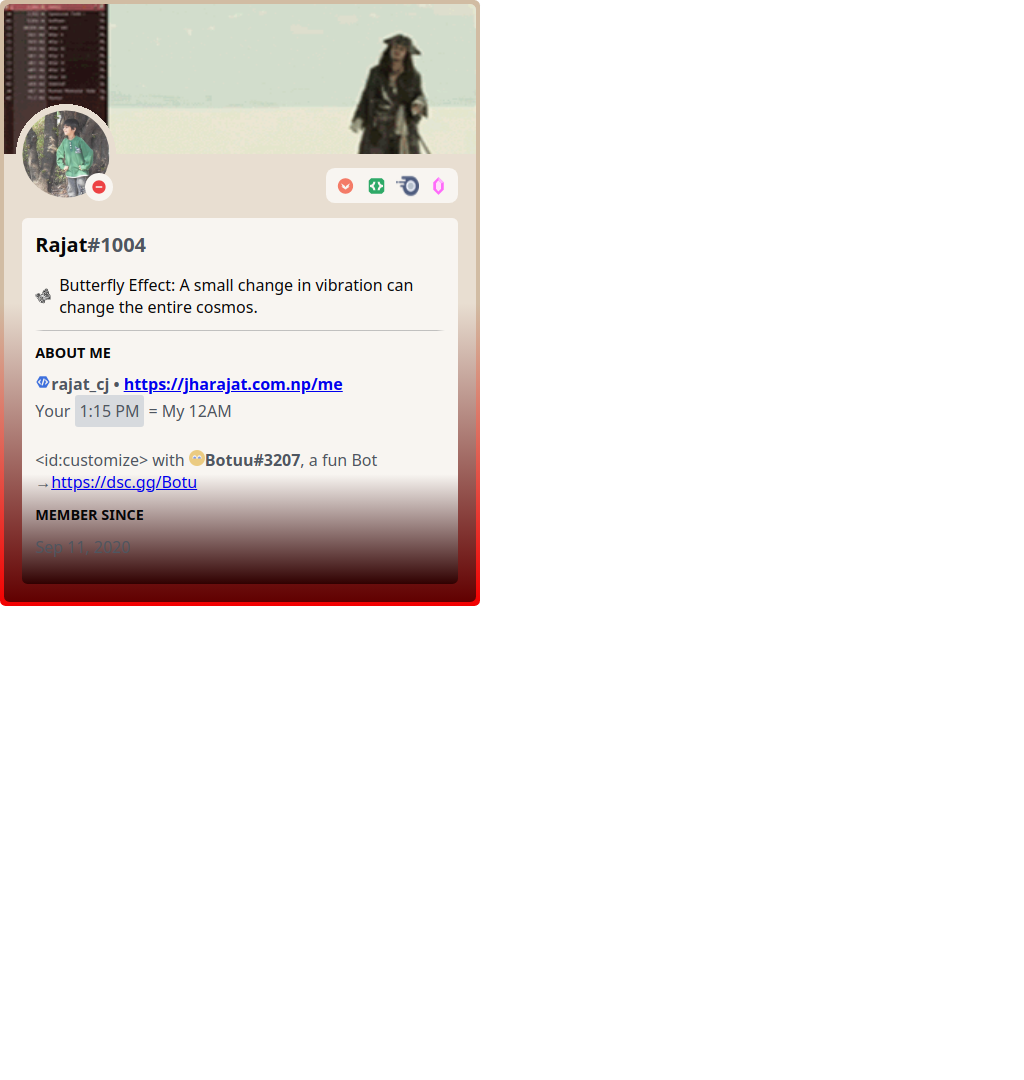 Rajat#1004
Butterfly Effect: A small change in vibration can
change the entire cosmos.
ABOUT ME
rajat_cj • https://jharajat.com.np/me
Your 1:15 PM = My 12AM
<id:customize> with Botuu#3207, a fun Bot
→https://dsc.gg/Botu
MEMBER SINCE
Sep 11, 2020